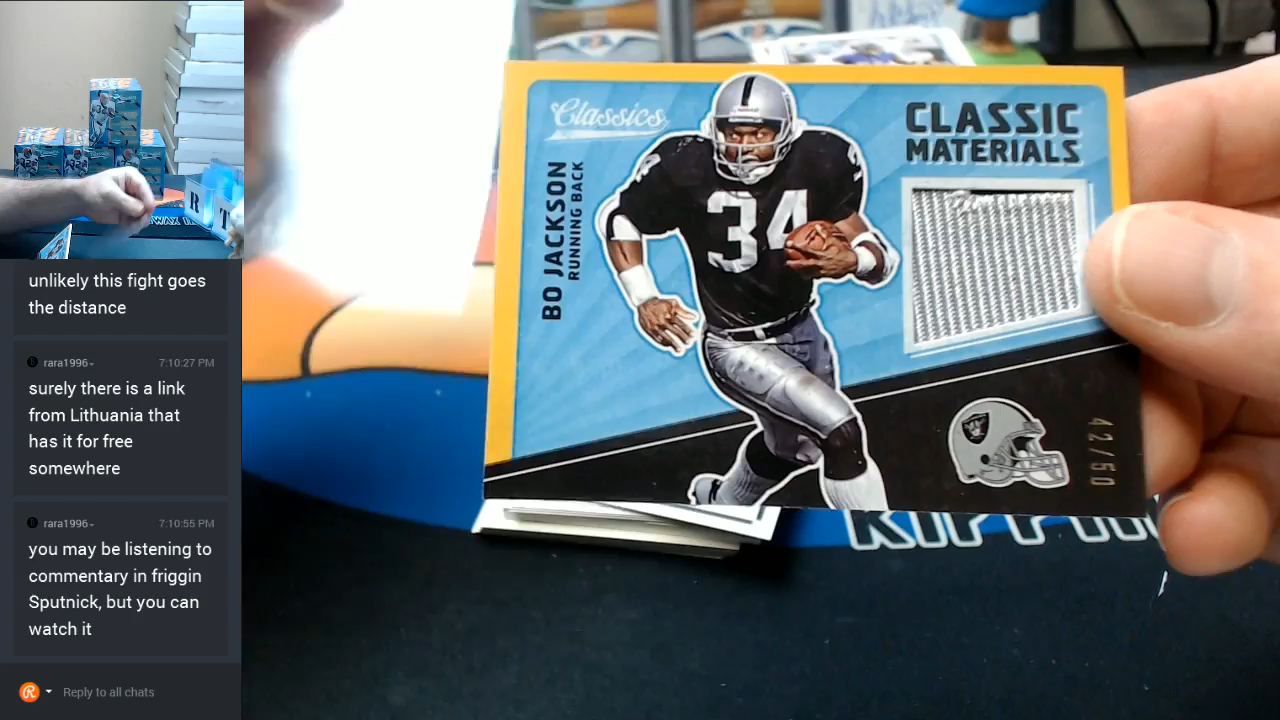 unlikely this fight goes
the distance
rara1996
7:10:27 PM
surely there is a link
from Lithuania that
has it for free
somewhere
rara1996
7:10:55 PM
you may be listening to
commentary in friggin
Sputnick, but you can
watch it
Reply to all chats
R T
Classics
CLASSIC
MATERIALS
BO JACKSON
RUNNING BACK
34
42/50